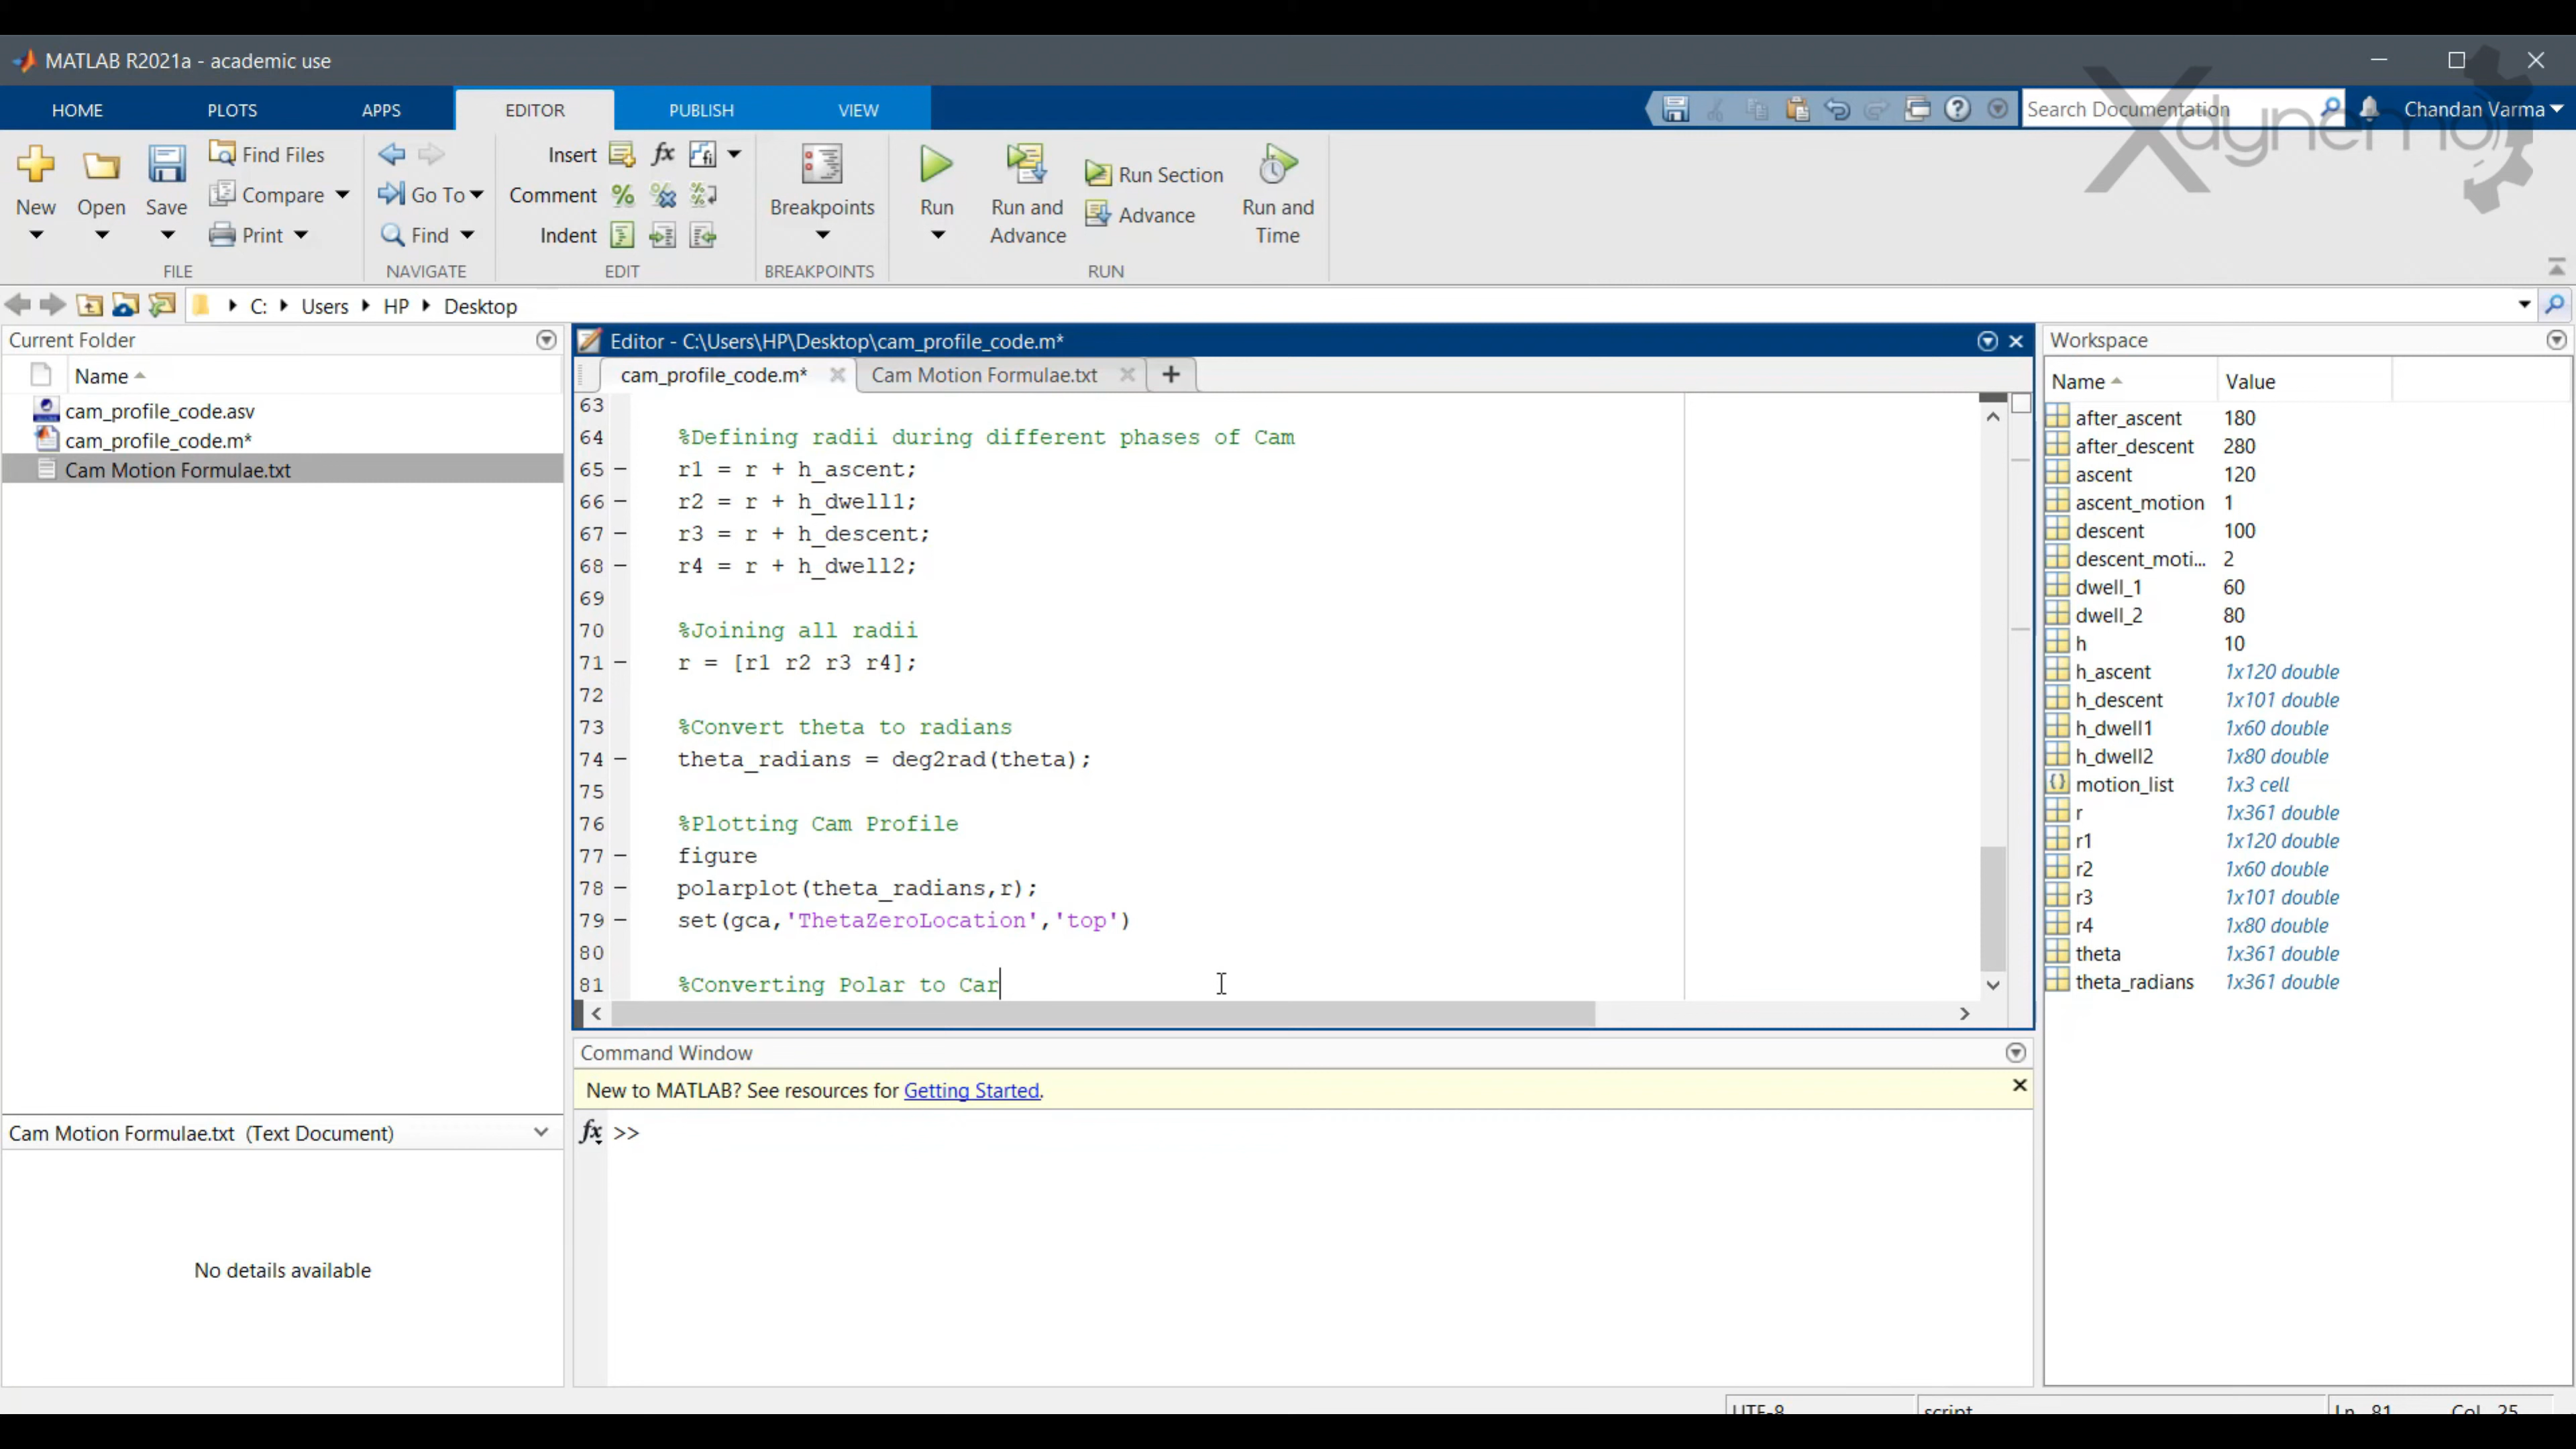 MATLAB R2021a - academic use
HOME PLOTS APPS EDITOR PUBLISH VIEW
Search Documentation
Chandan Varma
Xdynemo
New
Open
Save
Find Files
Compare
Print
FILE
Go To
Find
NAVIGATE
Insert
Comment
Indent
EDIT
Breakpoints
BREAKPOINTS
Run
Run and Advance
Run Section
Advance
Run and Time
RUN
C: Users HP Desktop
Current Folder
Name
cam_profile_code.asv
cam_profile_code.m*
Cam Motion Formulae.txt
Cam Motion Formulae.txt (Text Document)
No details available
Editor - C:\Users\HP\Desktop\cam_profile_code.m*
cam_profile_code.m* Cam Motion Formulae.txt
63
64 %Defining radii during different phases of Cam
65 – r1 = r + h_ascent;
66 – r2 = r + h_dwell1;
67 – r3 = r + h_descent;
68 – r4 = r + h_dwell2;
69
70 %Joining all radii
71 – r = [r1 r2 r3 r4];
72
73 %Convert theta to radians
74 – theta_radians = deg2rad(theta);
75
76 %Plotting Cam Profile
77 – figure
78 – polarplot(theta_radians,r);
79 – set(gca,'ThetaZeroLocation','top')
80
81 %Converting Polar to Car
Command Window
New to MATLAB? See resources for Getting Started.
fx >>
Workspace
Name Value
after_ascent 180
after_descent 280
ascent 120
ascent_motion 1
descent 100
descent_moti... 2
dwell_1 60
dwell_2 80
h 10
h_ascent 1x120 double
h_descent 1x101 double
h_dwell1 1x60 double
h_dwell2 1x80 double
motion_list 1x3 cell
r 1x361 double
r1 1x120 double
r2 1x60 double
r3 1x101 double
r4 1x80 double
theta 1x361 double
theta_radians 1x361 double
UTF-8 script Ln 81 Col 25